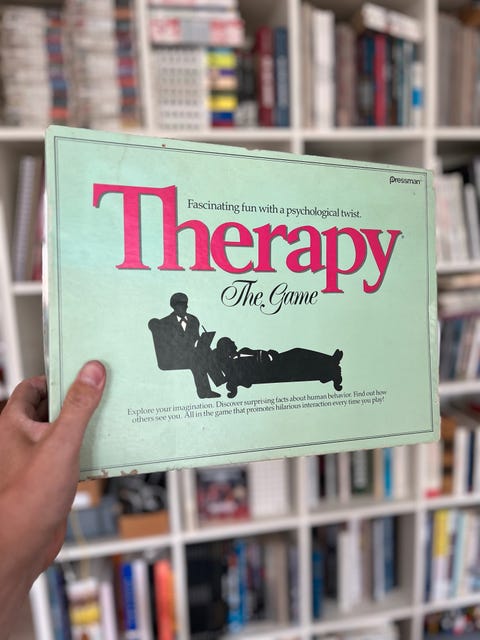 Pressman
Fascinating fun with a psychological twist.
Therapy
The Game
Explore your imagination. Discover surprising facts about human behavior. Find out how
others see you. All in the game that promotes hilarious interaction every time you play!